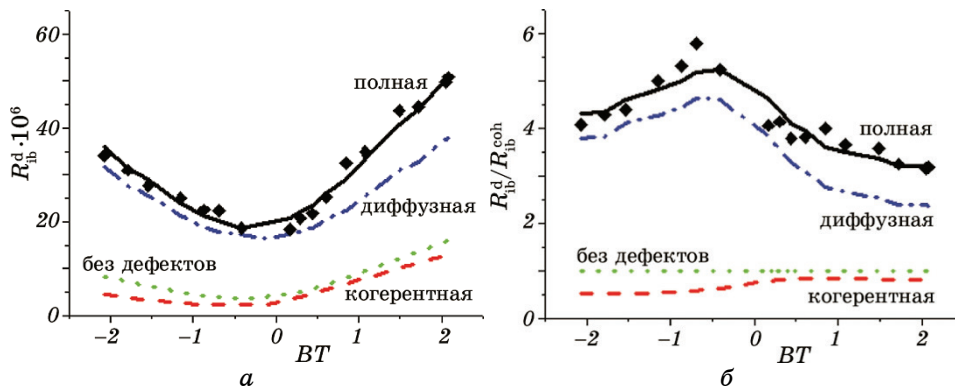 60
40
20
0
R_ib^d·10^6
полная
диффузная
без дефектов
когерентная
−2 −1 0 1 2
BT
а
6
4
2
0
R_ib^d/R_ib^coh
полная
диффузная
без дефектов
когерентная
−2 −1 0 1 2
BT
б